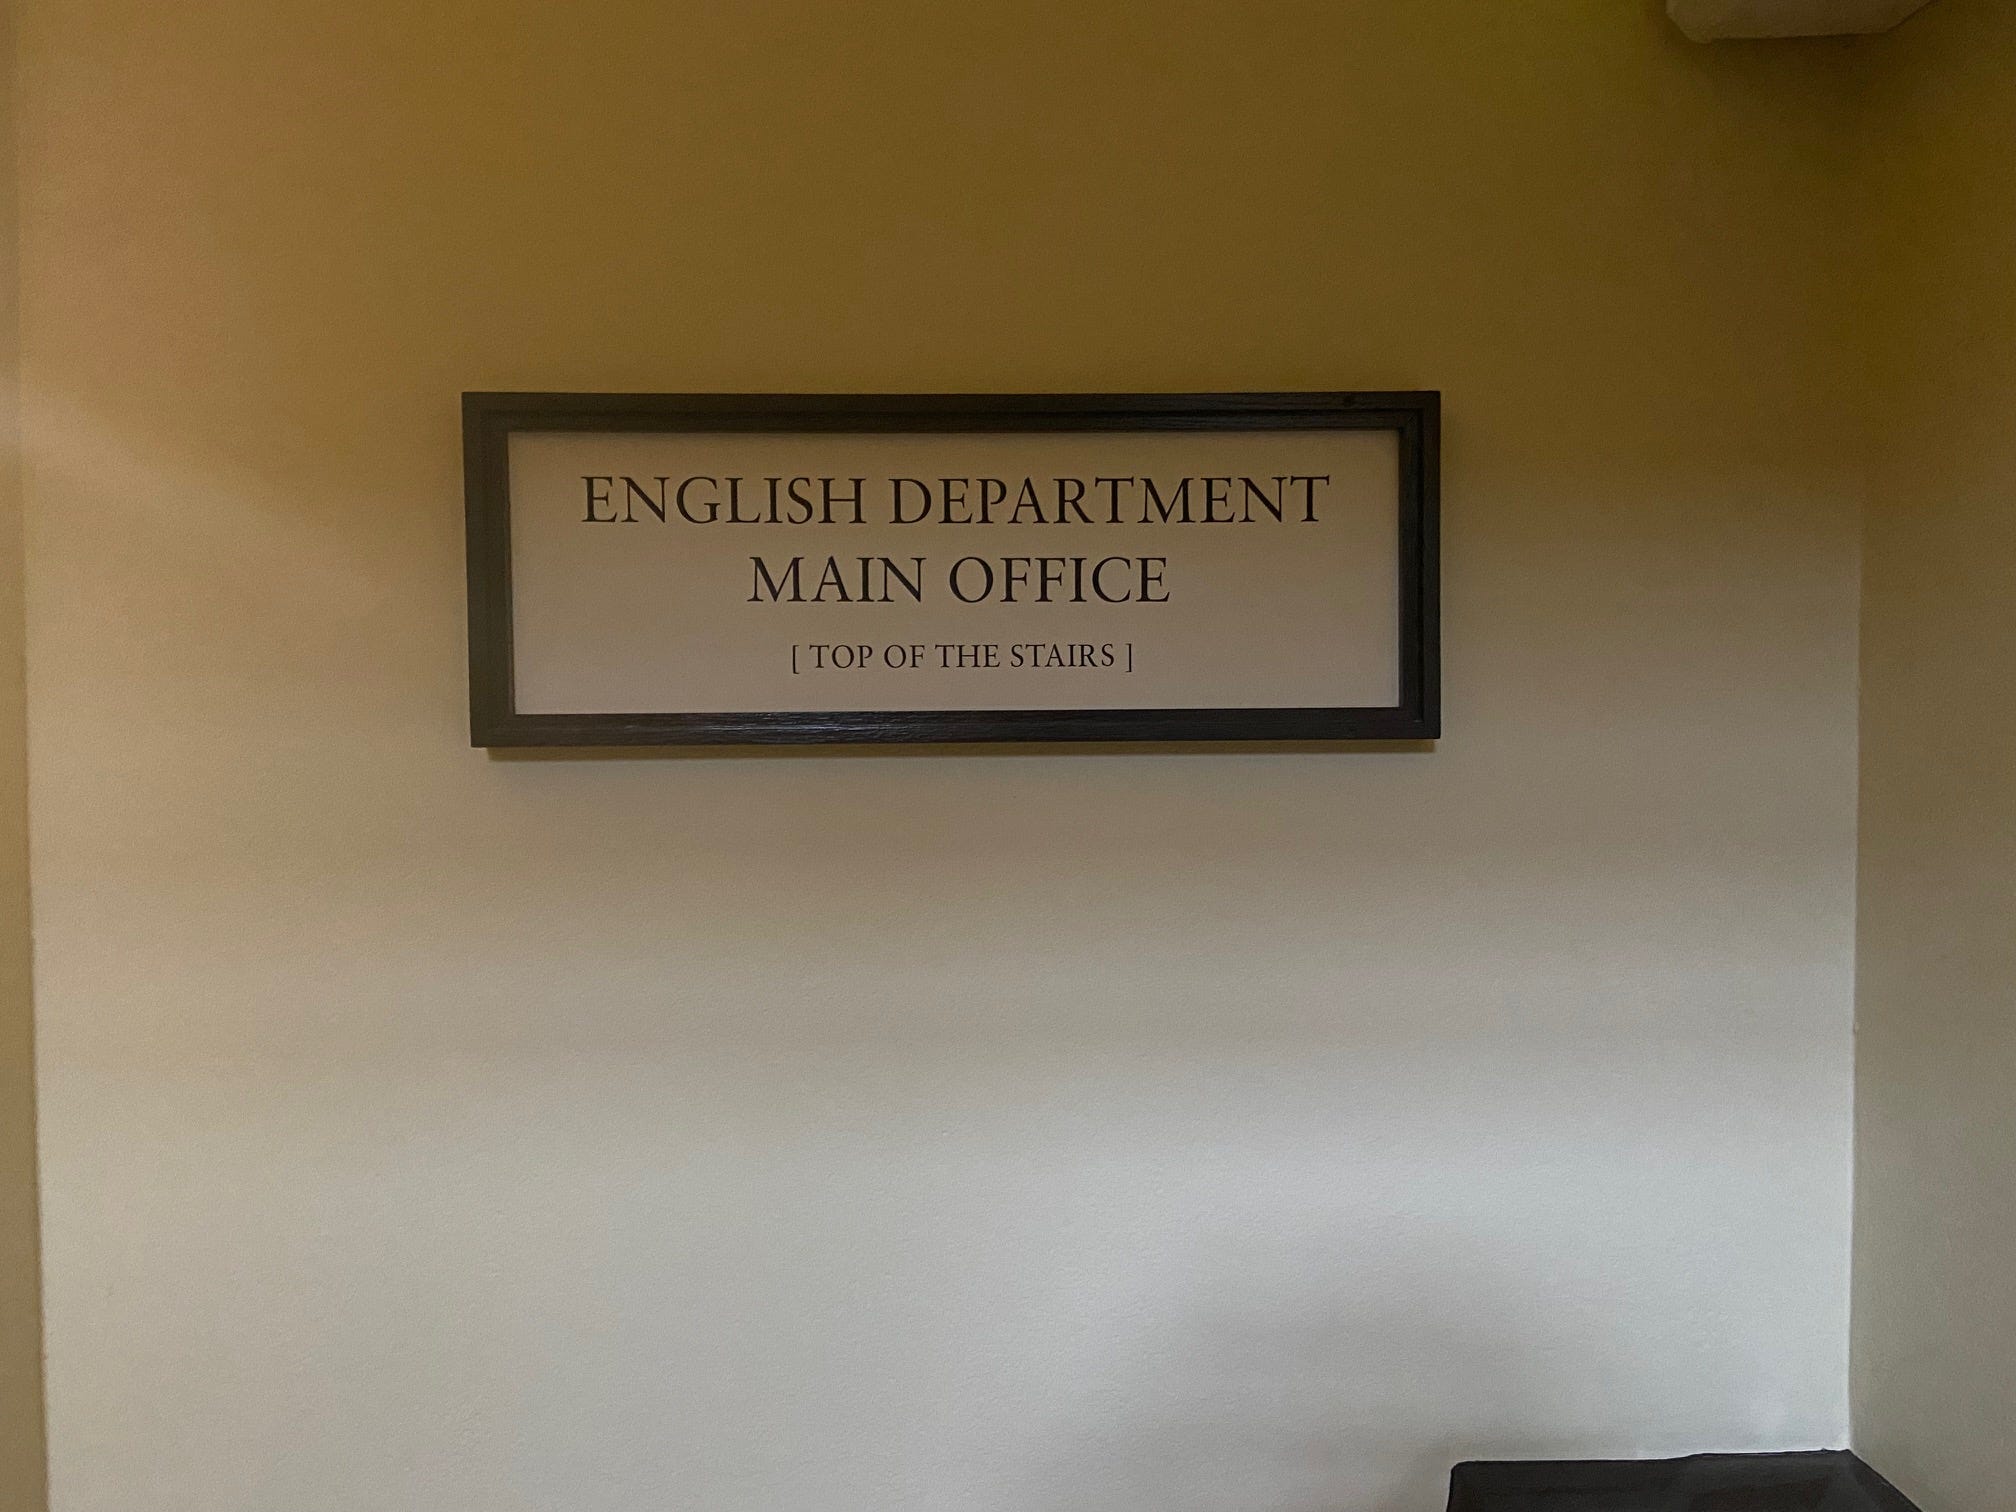 ENGLISH DEPARTMENT
MAIN OFFICE
[ TOP OF THE STAIRS ]